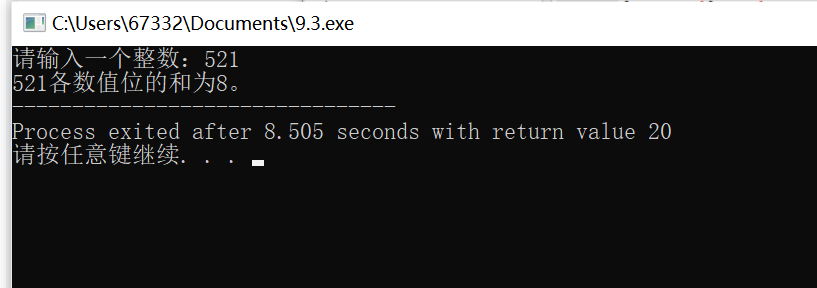 C:\Users\67332\Documents\9.3.exe
请输入一个整数：521
521各数值位的和为8。
--------------------------------
Process exited after 8.505 seconds with return value 20
请按任意键继续. . .